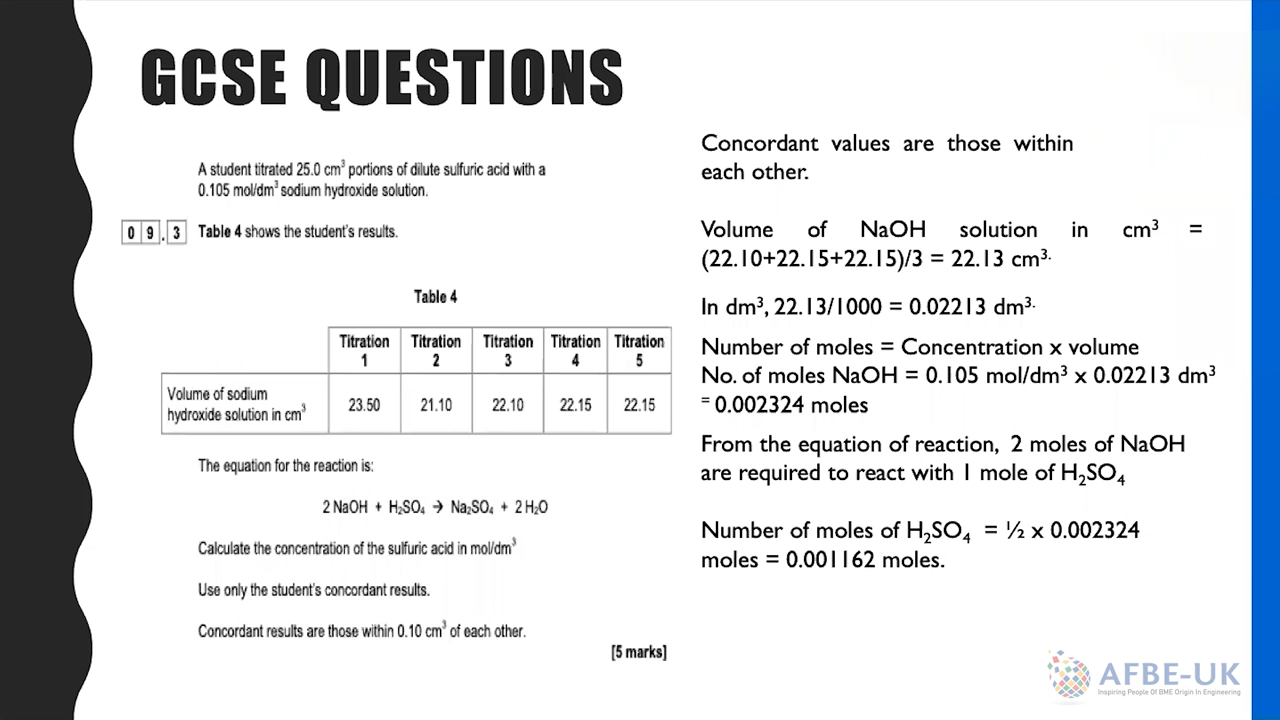 GCSE QUESTIONS
A student titrated 25.0 cm³ portions of dilute sulfuric acid with a
0.105 mol/dm³ sodium hydroxide solution.
0 9 . 3 Table 4 shows the student's results.
Table 4
Titration 1 Titration 2 Titration 3 Titration 4 Titration 5
Volume of sodium
hydroxide solution in cm³ 23.50 21.10 22.10 22.15 22.15
The equation for the reaction is:
2 NaOH + H₂SO₄ → Na₂SO₄ + 2 H₂O
Calculate the concentration of the sulfuric acid in mol/dm³
Use only the student's concordant results.
Concordant results are those within 0.10 cm³ of each other.
[5 marks]
Concordant values are those within
each other.
Volume of NaOH solution in cm³ =
(22.10+22.15+22.15)/3 = 22.13 cm³·
In dm³, 22.13/1000 = 0.02213 dm³·
Number of moles = Concentration x volume
No. of moles NaOH = 0.105 mol/dm³ x 0.02213 dm³
= 0.002324 moles
From the equation of reaction, 2 moles of NaOH
are required to react with 1 mole of H₂SO₄
Number of moles of H₂SO₄ = ½ x 0.002324
moles = 0.001162 moles.
AFBE-UK
Inspiring People Of BME Origin In Engineering